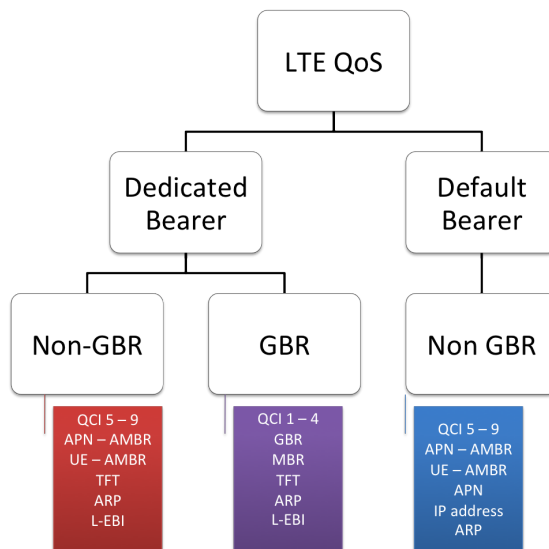 LTE QoS
Dedicated
Bearer
Default
Bearer
Non-GBR
GBR
Non GBR
QCI 5 – 9
APN – AMBR
UE – AMBR
TFT
ARP
L-EBI
QCI 1 – 4
GBR
MBR
TFT
ARP
L-EBI
QCI 5 – 9
APN – AMBR
UE – AMBR
APN
IP address
ARP